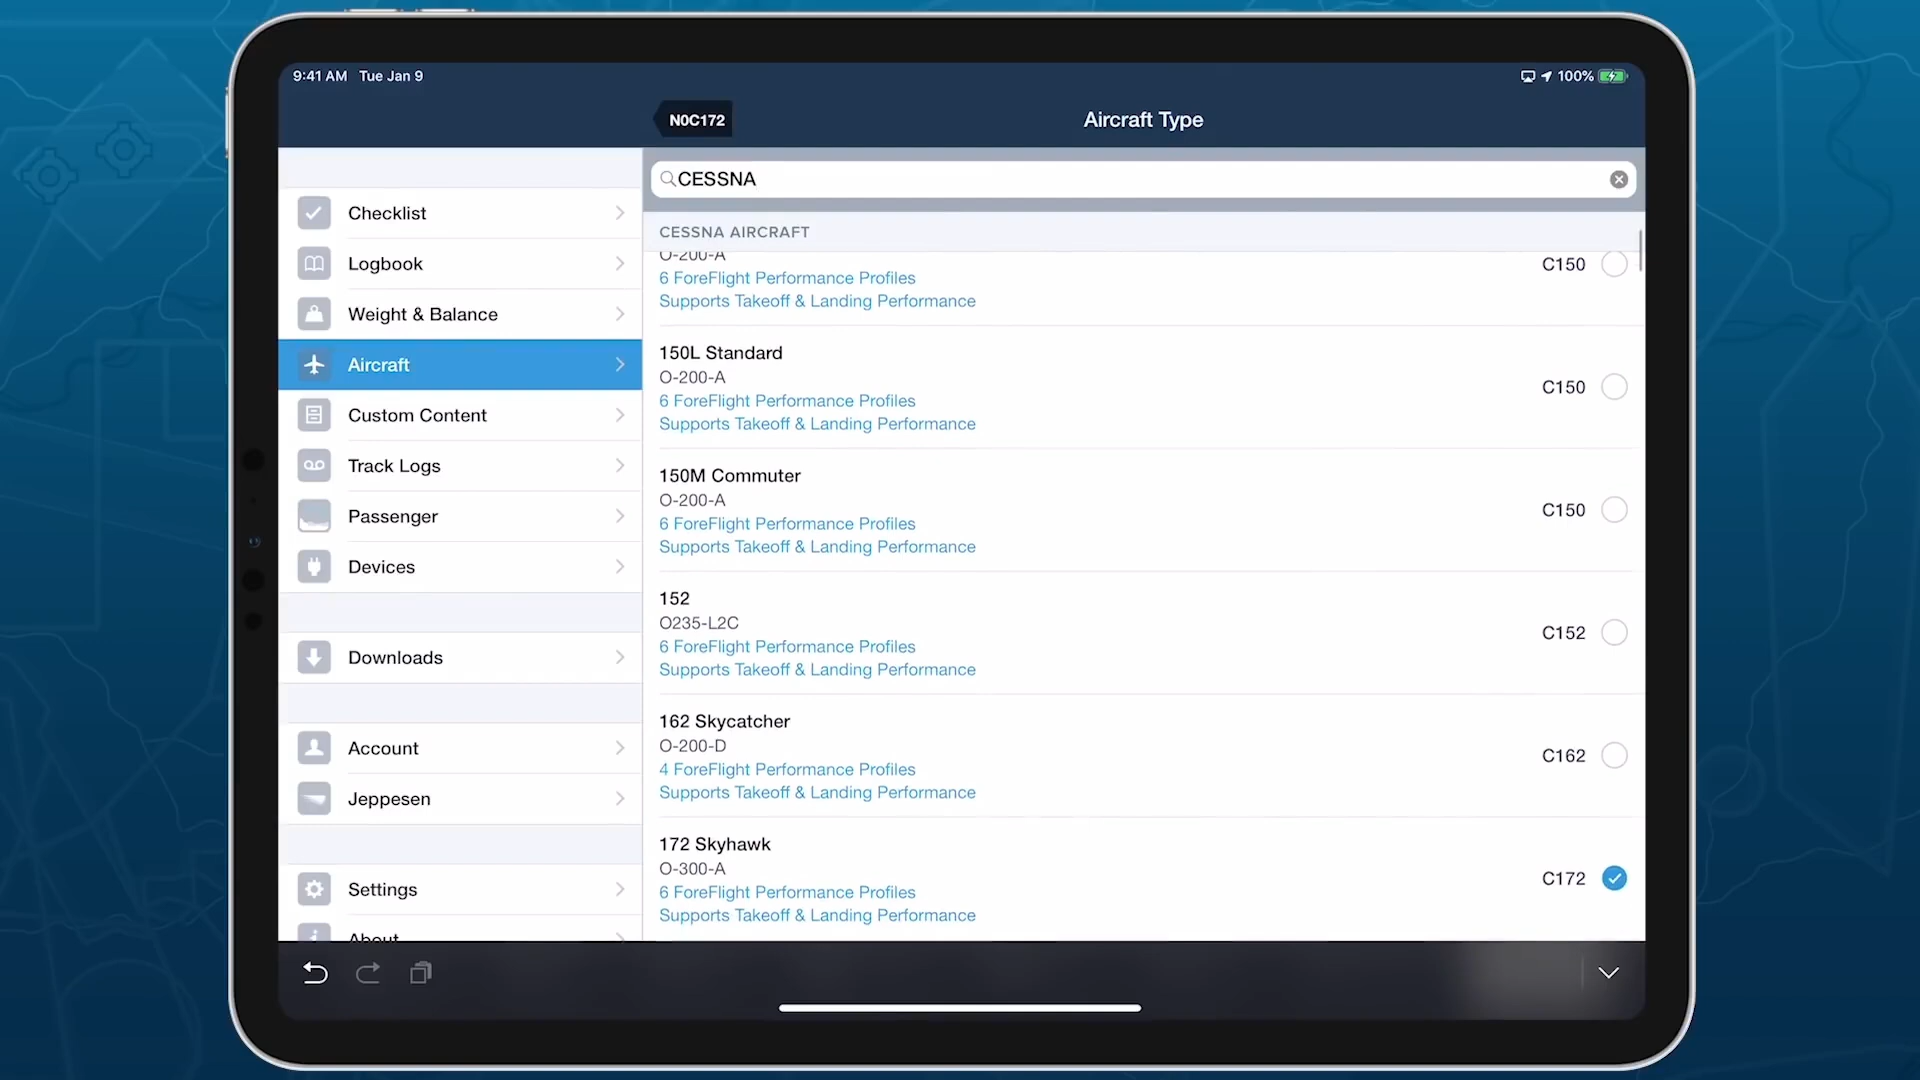 9:41 AM Tue Jan 9
100%
N0C172
Aircraft Type
CESSNA
CESSNA AIRCRAFT
Checklist
Logbook
Weight & Balance
Aircraft
Custom Content
Track Logs
Passenger
Devices
Downloads
Account
Jeppesen
Settings
About
O-200-A
6 ForeFlight Performance Profiles
Supports Takeoff & Landing Performance
C150
150L Standard
O-200-A
6 ForeFlight Performance Profiles
Supports Takeoff & Landing Performance
C150
150M Commuter
O-200-A
6 ForeFlight Performance Profiles
Supports Takeoff & Landing Performance
C150
152
O235-L2C
6 ForeFlight Performance Profiles
Supports Takeoff & Landing Performance
C152
162 Skycatcher
O-200-D
4 ForeFlight Performance Profiles
Supports Takeoff & Landing Performance
C162
172 Skyhawk
O-300-A
6 ForeFlight Performance Profiles
Supports Takeoff & Landing Performance
C172